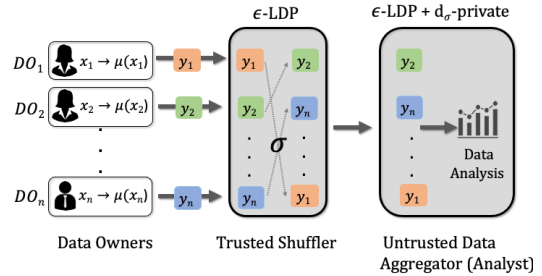 ϵ-LDP
ϵ-LDP + dσ-private
DO₁ x₁ → μ(x₁) y₁ y₁ y₂ y₂
DO₂ x₂ → μ(x₂) y₂ y₂ yₙ yₙ
σ
Data
Analysis
DOₙ xₙ → μ(xₙ) yₙ yₙ y₁ y₁
Data Owners
Trusted Shuffler
Untrusted Data
Aggregator (Analyst)